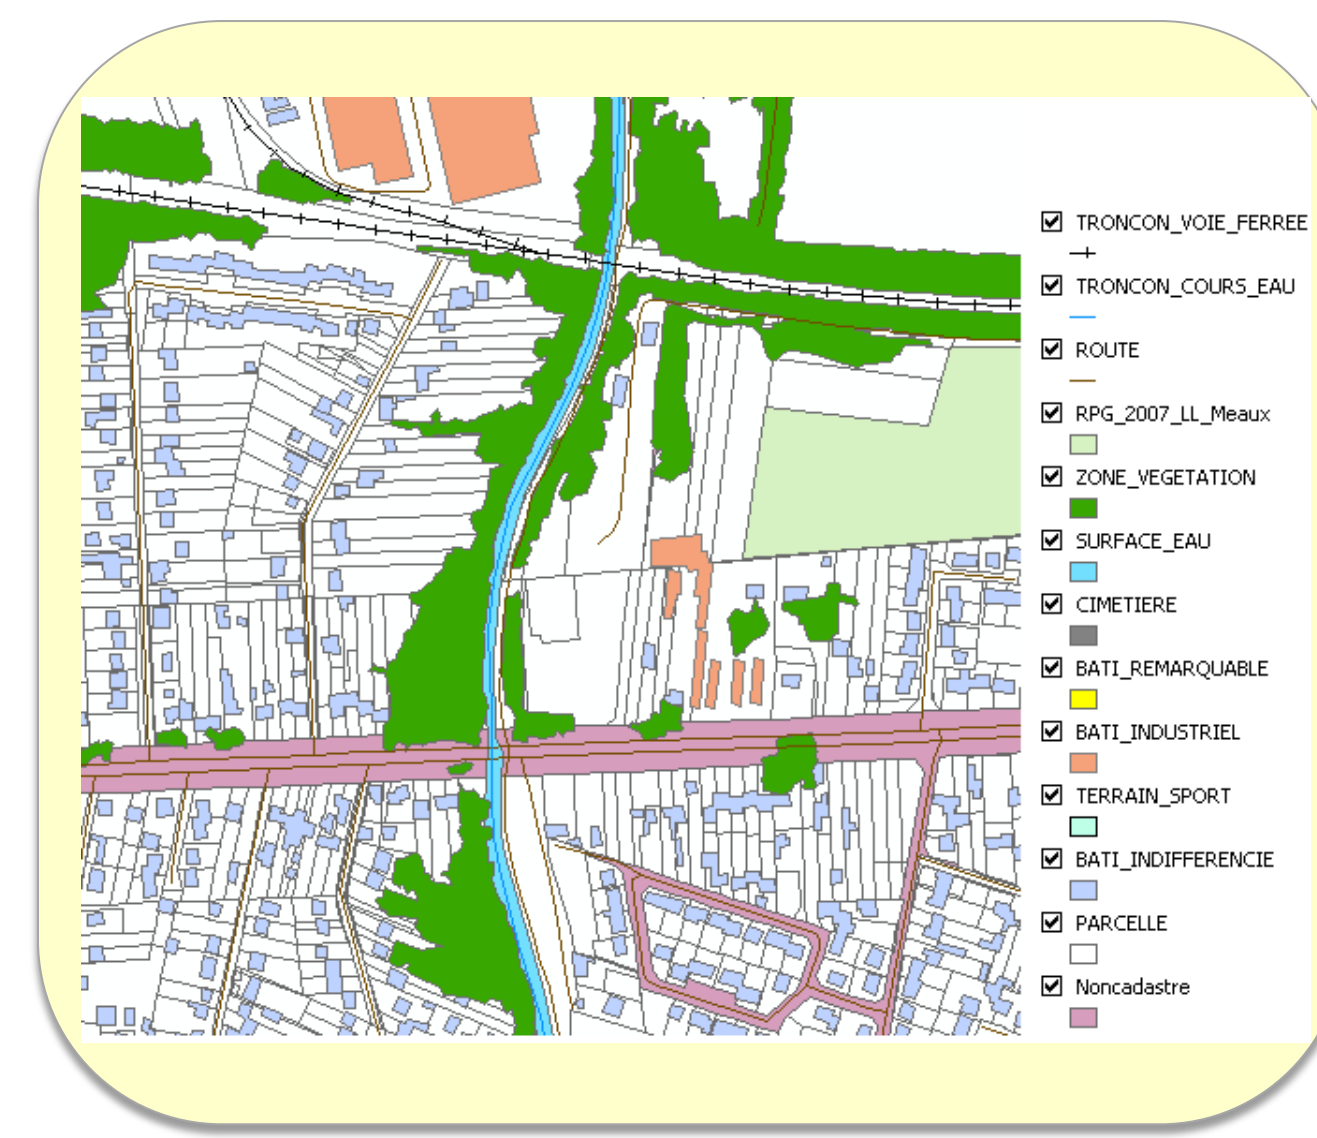 TRONCON_VOIE_FERREE
TRONCON_COURS_EAU
ROUTE
RPG_2007_LL_Meaux
ZONE_VEGETATION
SURFACE_EAU
CIMETIERE
BATI_REMARQUABLE
BATI_INDUSTRIEL
TERRAIN_SPORT
BATI_INDIFFERENCIE
PARCELLE
Noncadastre